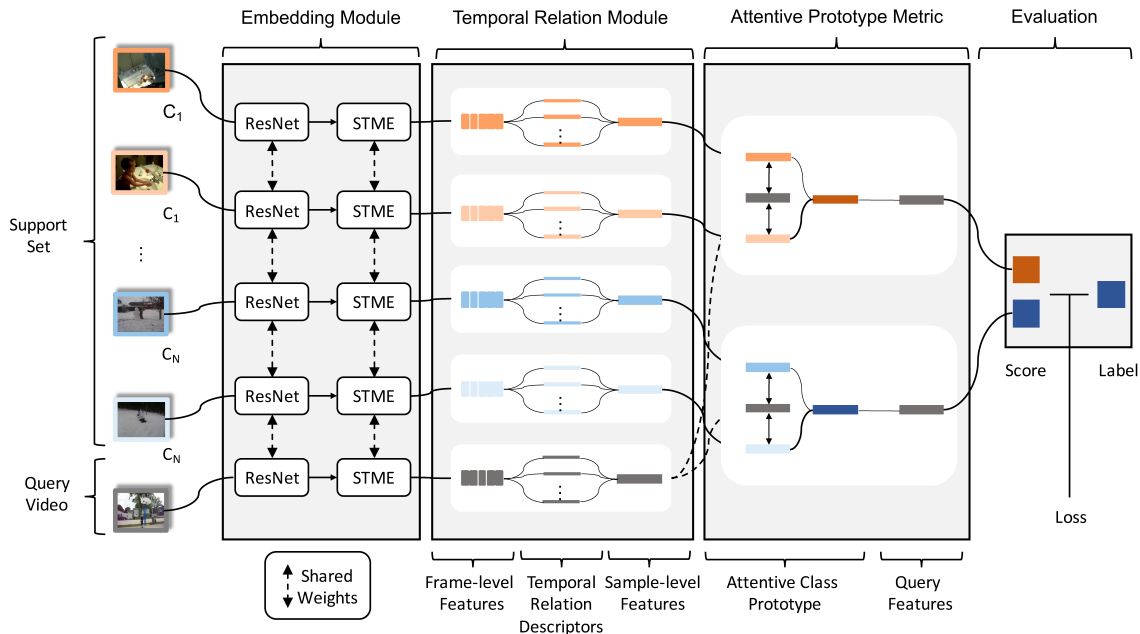 Embedding Module
Temporal Relation Module
Attentive Prototype Metric
Evaluation
C1
ResNet
STME
C1
ResNet
STME
Support
Set
⋮
ResNet
STME
CN
ResNet
STME
CN
Query
Video
ResNet
STME
Score
Label
Loss
Shared
Weights
Frame-level
Features
Temporal
Relation
Descriptors
Sample-level
Features
Attentive Class
Prototype
Query
Features